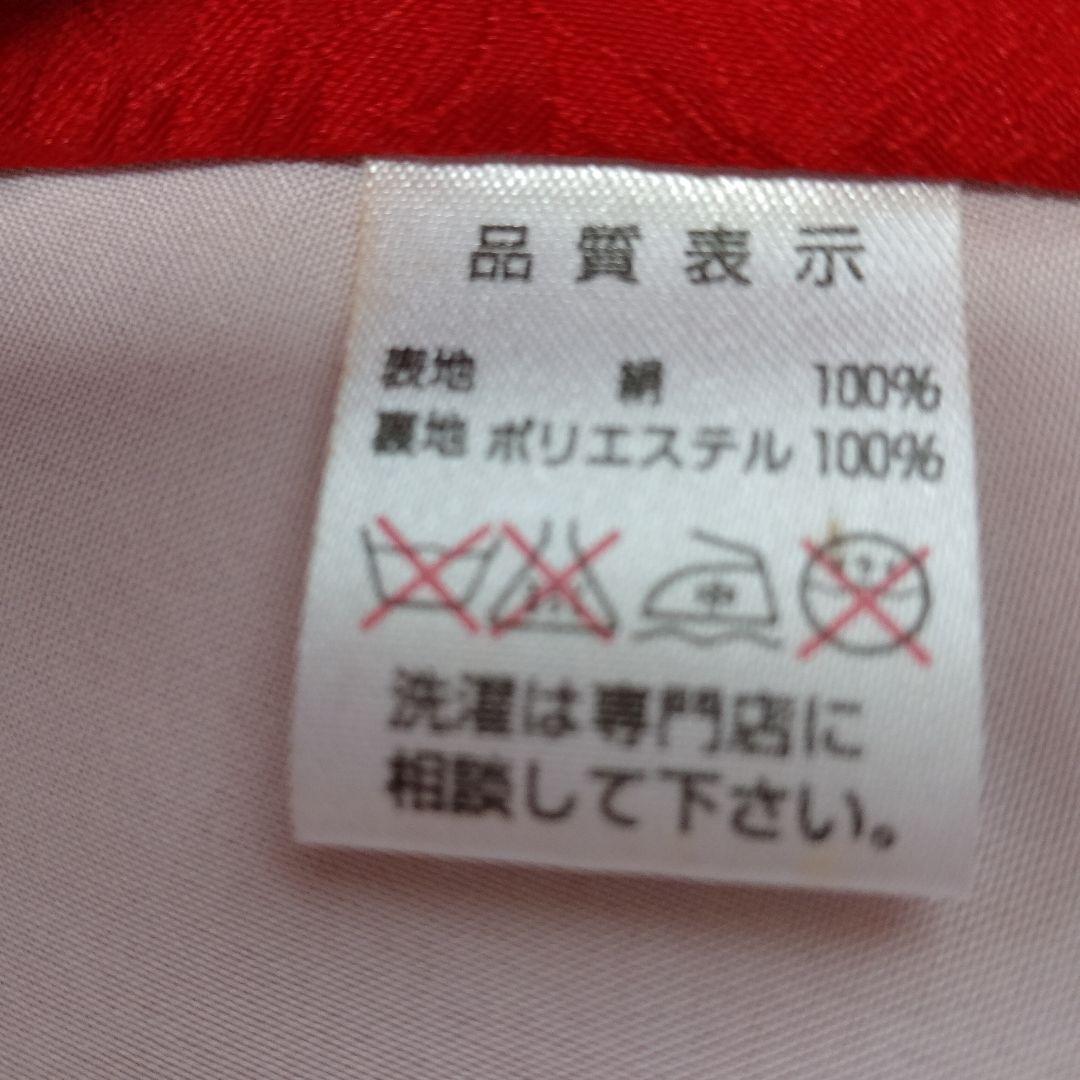 品質表示
表地 絹 100%
裏地 ポリエステル 100%
中
洗濯は専門店に
相談して下さい。